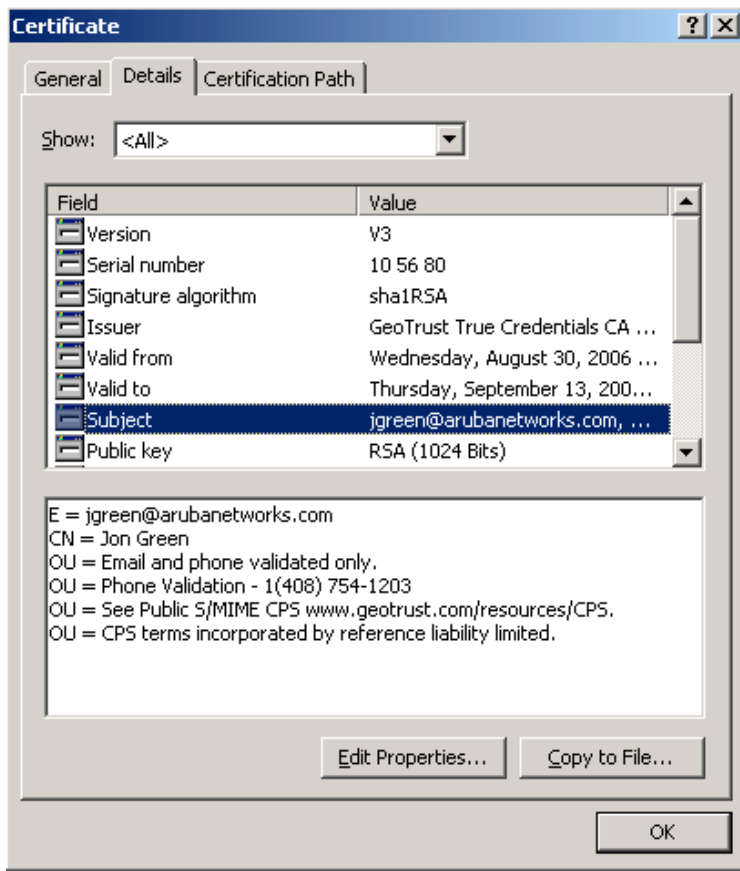 Certificate
General Details Certification Path
Show: <All>
Field Value
Version V3
Serial number 10 56 80
Signature algorithm sha1RSA
Issuer GeoTrust True Credentials CA ...
Valid from Wednesday, August 30, 2006 ...
Valid to Thursday, September 13, 200...
Subject jgreen@arubanetworks.com, ...
Public key RSA (1024 Bits)
E = jgreen@arubanetworks.com
CN = Jon Green
OU = Email and phone validated only.
OU = Phone Validation - 1(408) 754-1203
OU = See Public S/MIME CPS www.geotrust.com/resources/CPS.
OU = CPS terms incorporated by reference liability limited.
Edit Properties... Copy to File...
OK